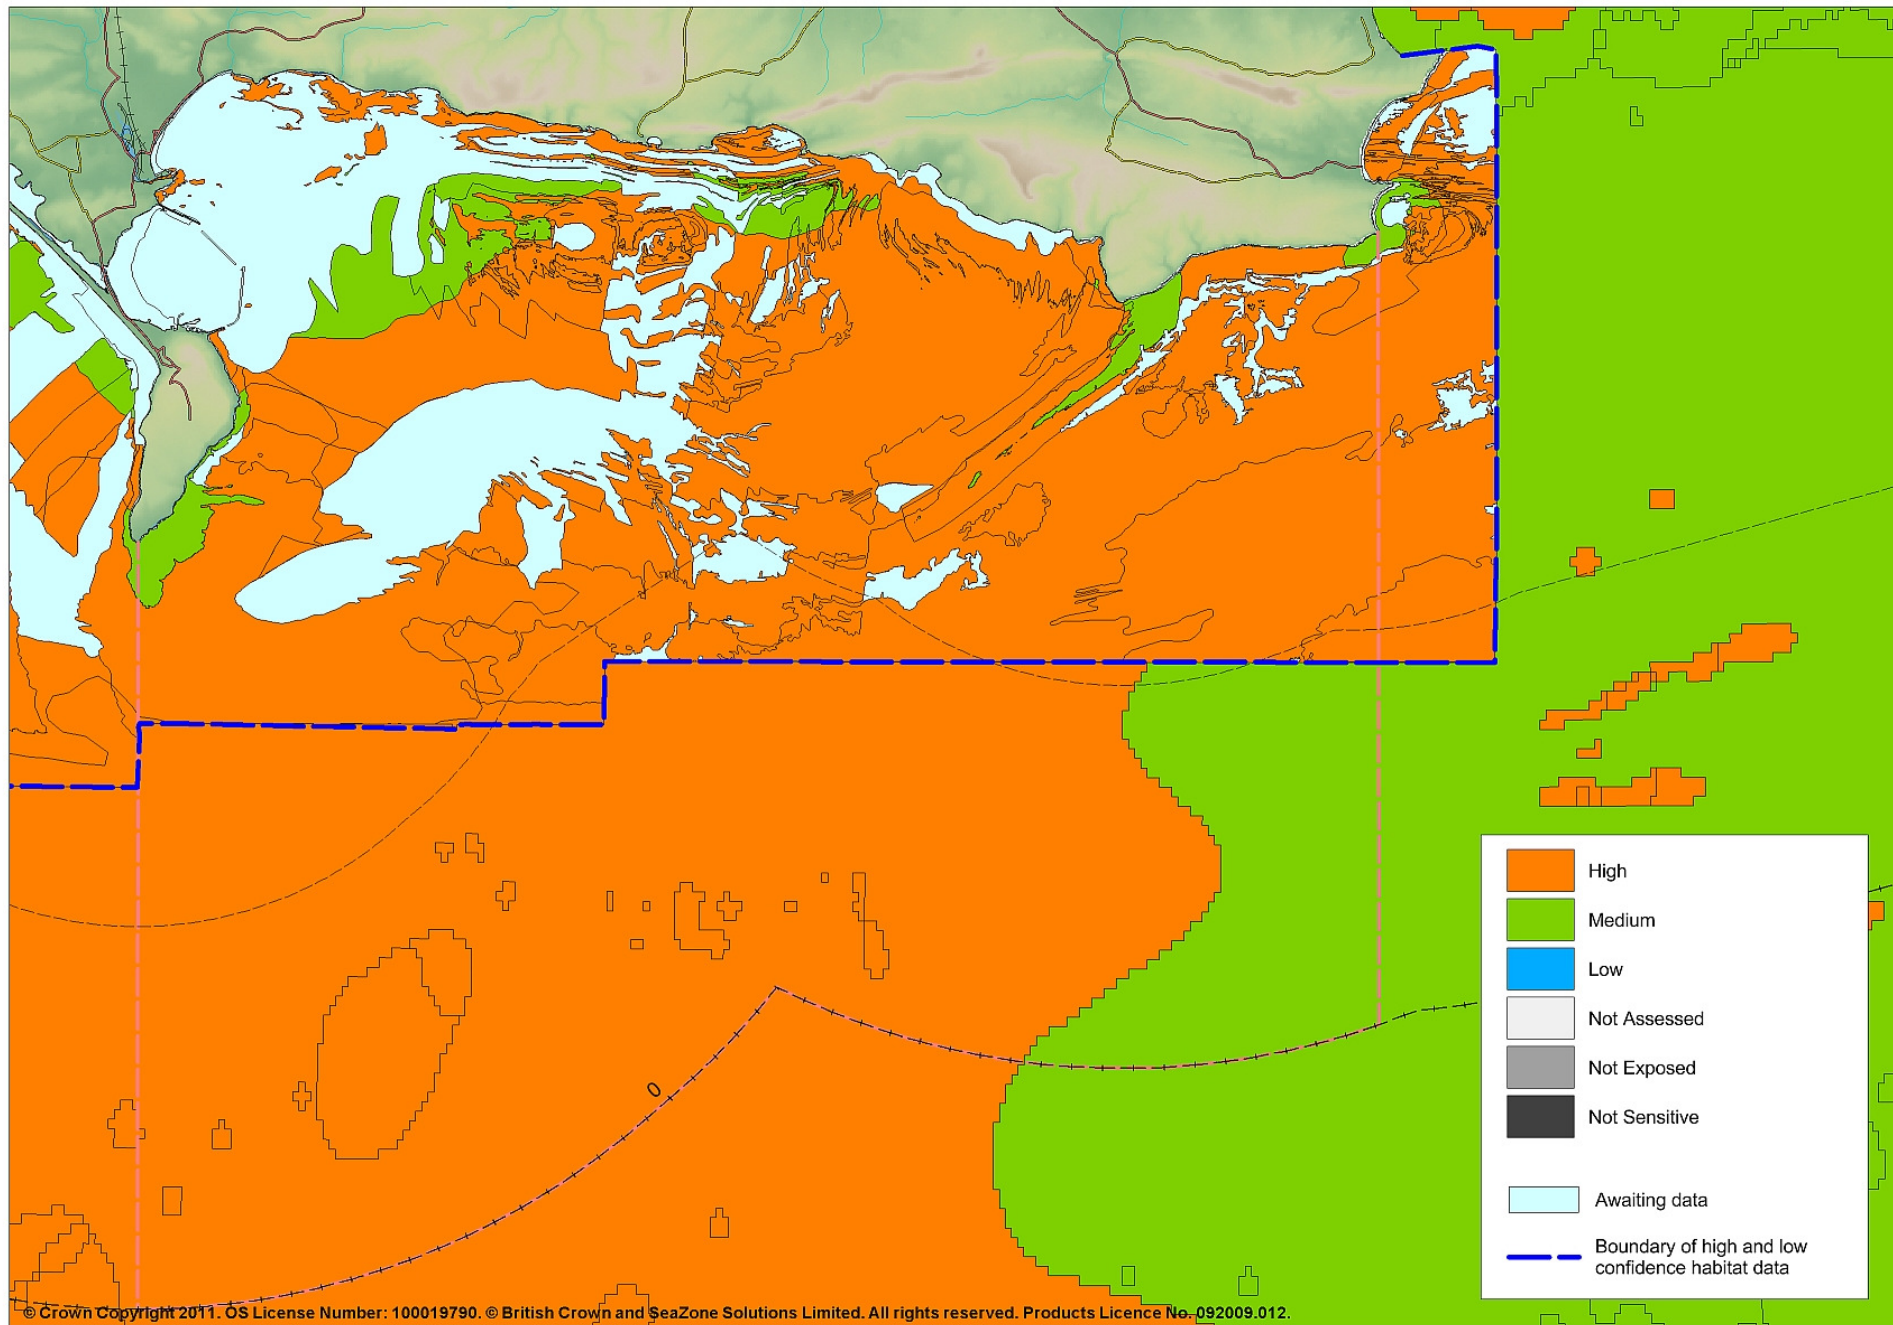 High
Medium
Low
Not Assessed
Not Exposed
Not Sensitive
Awaiting data
Boundary of high and low
confidence habitat data
0
© Crown Copyright 2011. OS License Number: 100019790. © British Crown and SeaZone Solutions Limited. All rights reserved. Products Licence No. 092009.012.